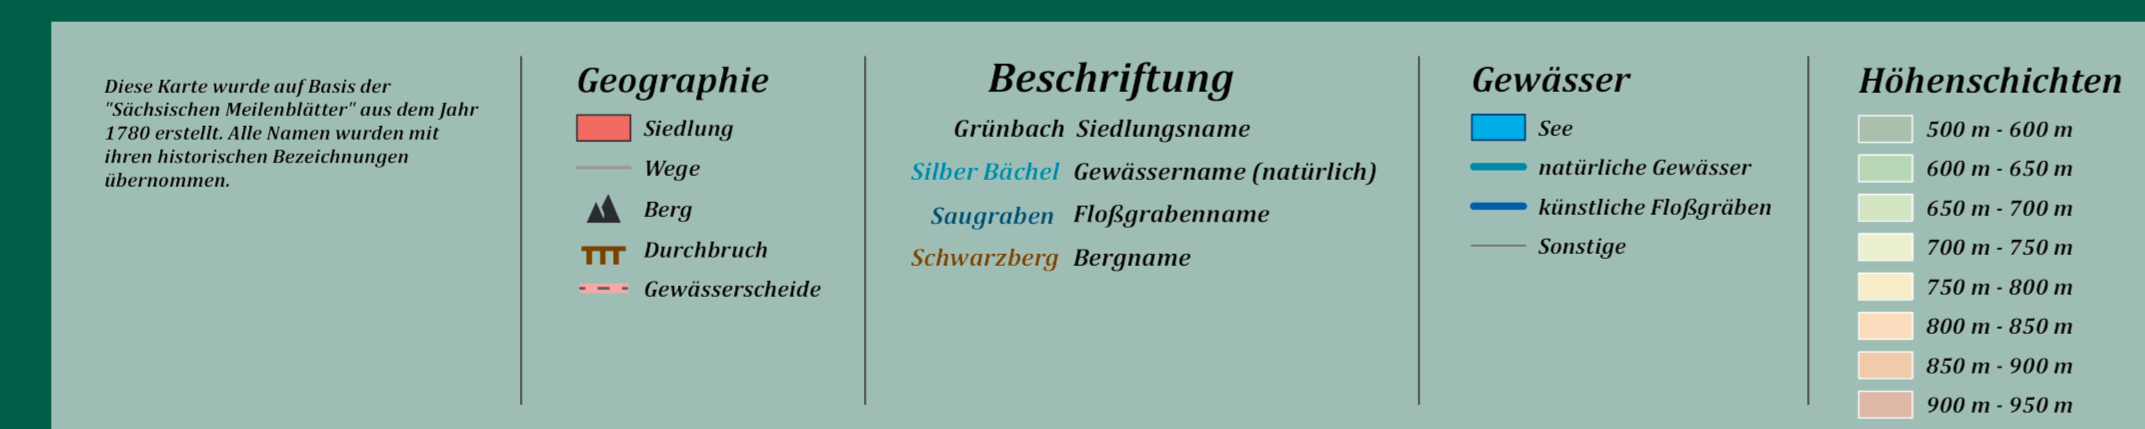 Diese Karte wurde auf Basis der
"Sächsischen Meilenblätter" aus dem Jahr
1780 erstellt. Alle Namen wurden mit
ihren historischen Bezeichnungen
übernommen.
Geographie
Siedlung
Wege
Berg
Durchbruch
Gewässerscheide
Beschriftung
Grünbach Siedlungsname
Silber Bächel Gewässername (natürlich)
Saugraben Floßgrabenname
Schwarzberg Bergname
Gewässer
See
natürliche Gewässer
künstliche Floßgräben
Sonstige
Höhenschichten
500 m - 600 m
600 m - 650 m
650 m - 700 m
700 m - 750 m
750 m - 800 m
800 m - 850 m
850 m - 900 m
900 m - 950 m